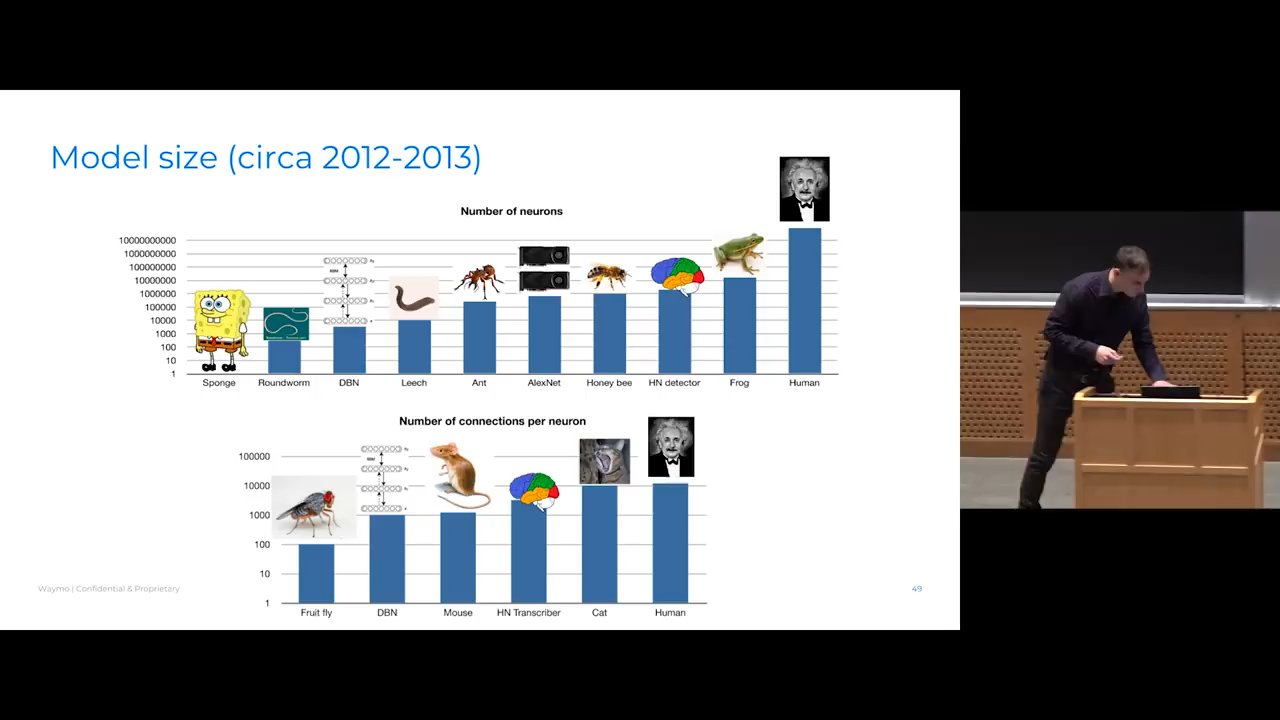 Model size (circa 2012-2013)
Number of neurons
10000000000
1000000000
100000000
10000000
1000000
100000
10000
1000
100
10
1
Sponge
Roundworm
DBN
Leech
Ant
AlexNet
Honey bee
HN detector
Frog
Human
Number of connections per neuron
100000
10000
1000
100
10
1
Fruit fly
DBN
Mouse
HN Transcriber
Cat
Human
Waymo | Confidential & Proprietary
49